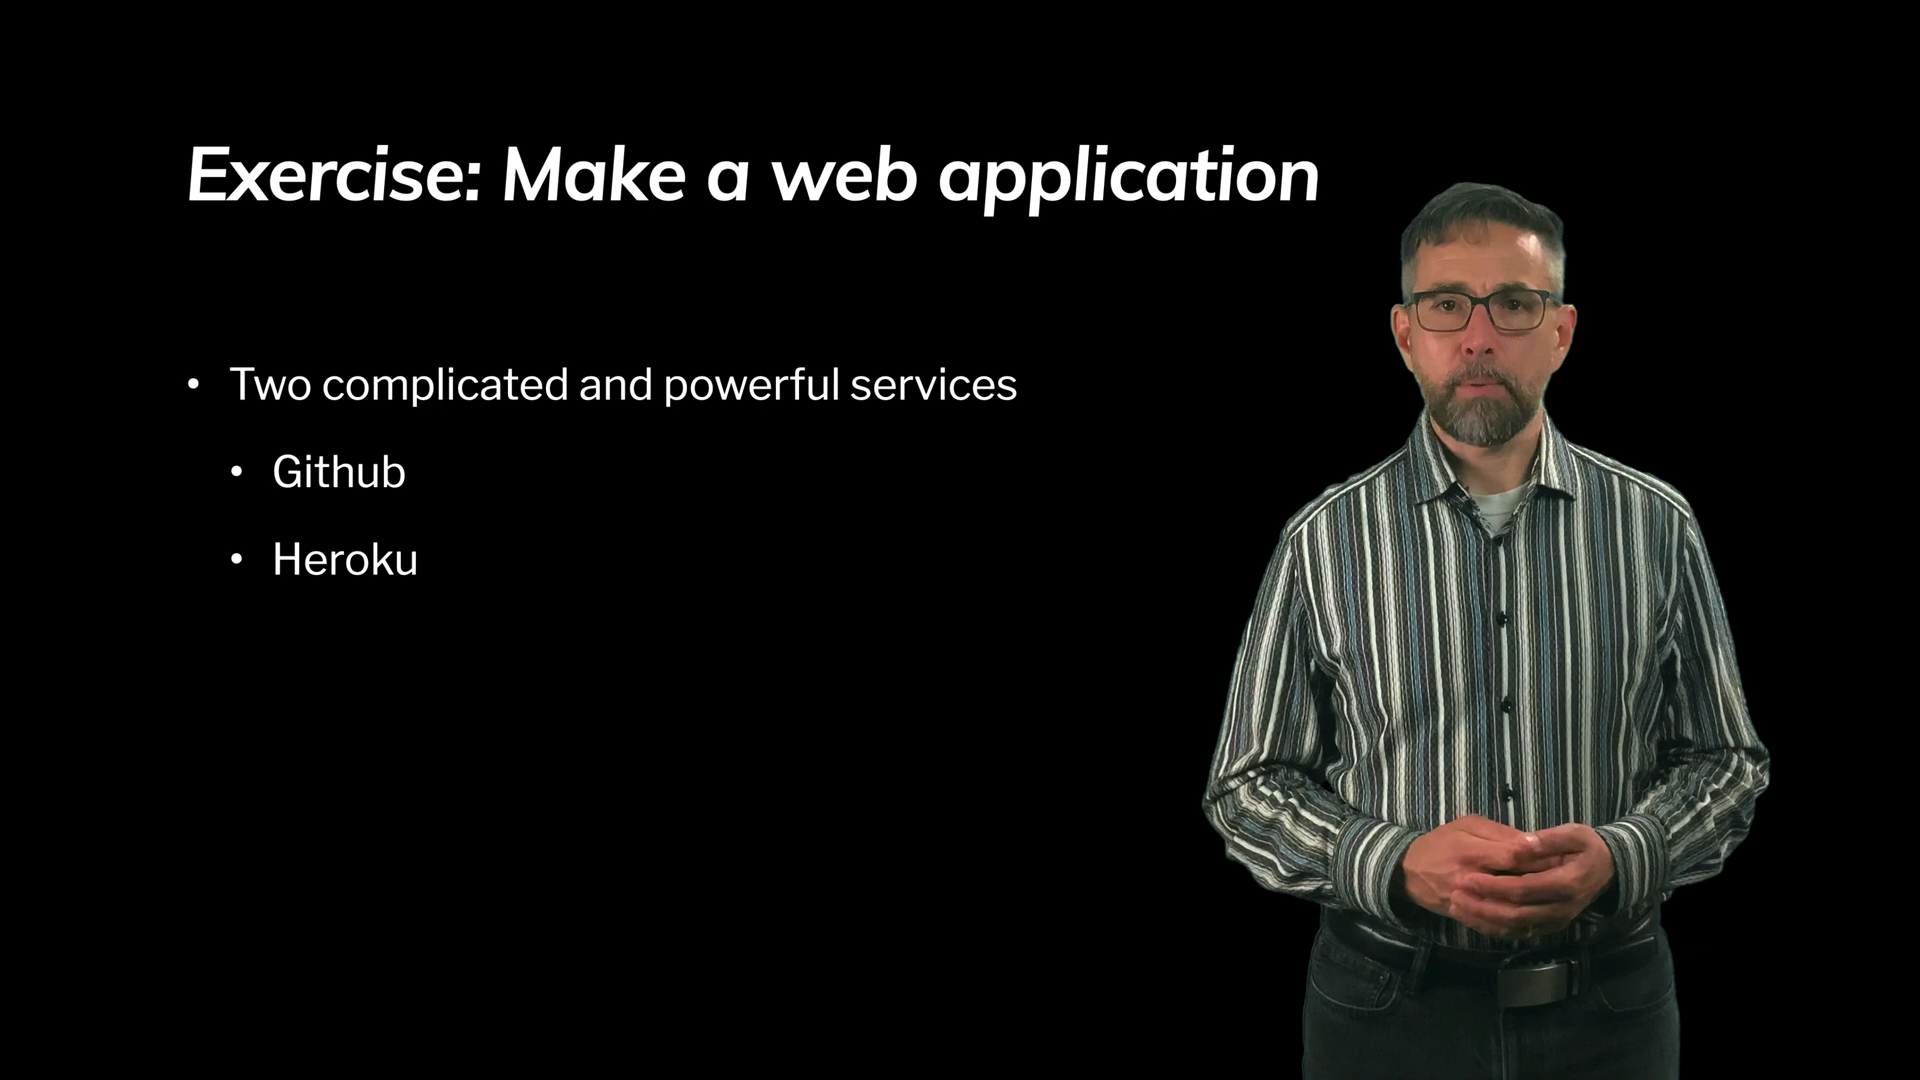 Exercise: Make a web application
• Two complicated and powerful services
• Github
• Heroku